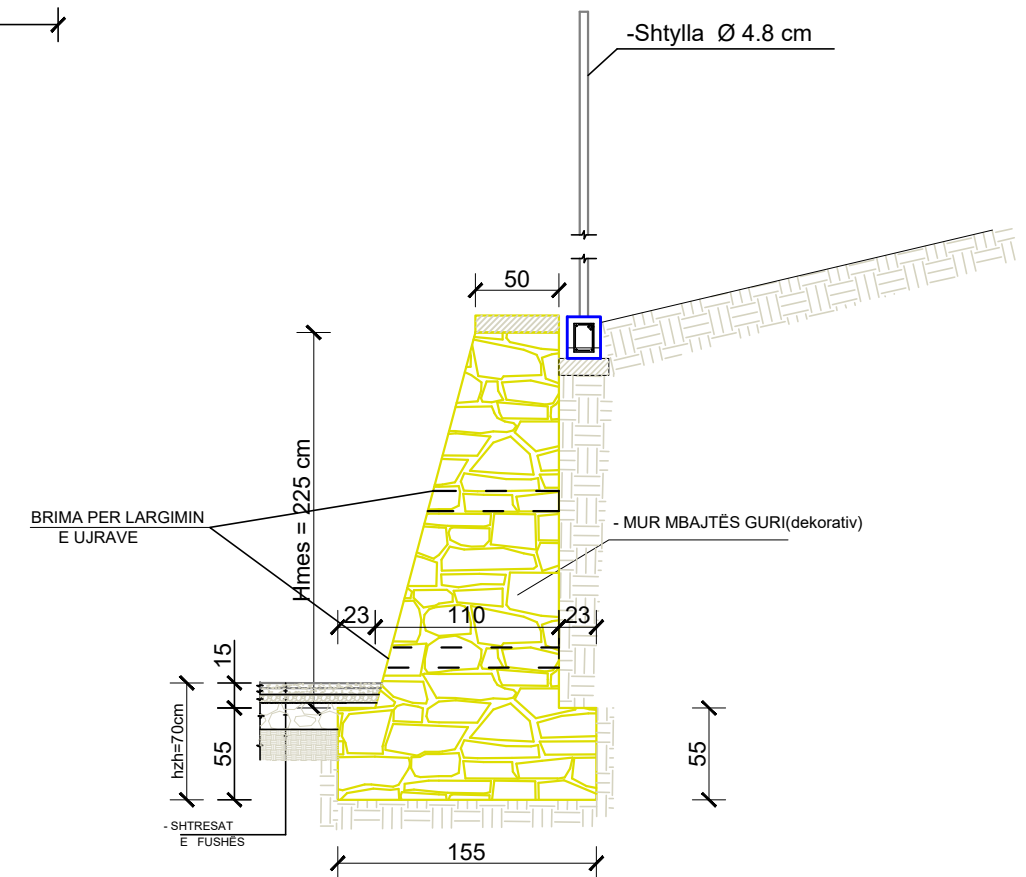 -Shtylla Ø 4.8 cm
50
BRIMA PER LARGIMIN
E UJRAVE
Hmes = 225 cm
- MUR MBAJTËS GURI(dekorativ)
23
110
23
15
hzh=70cm
55
55
- SHTRESAT
E FUSHËS
155